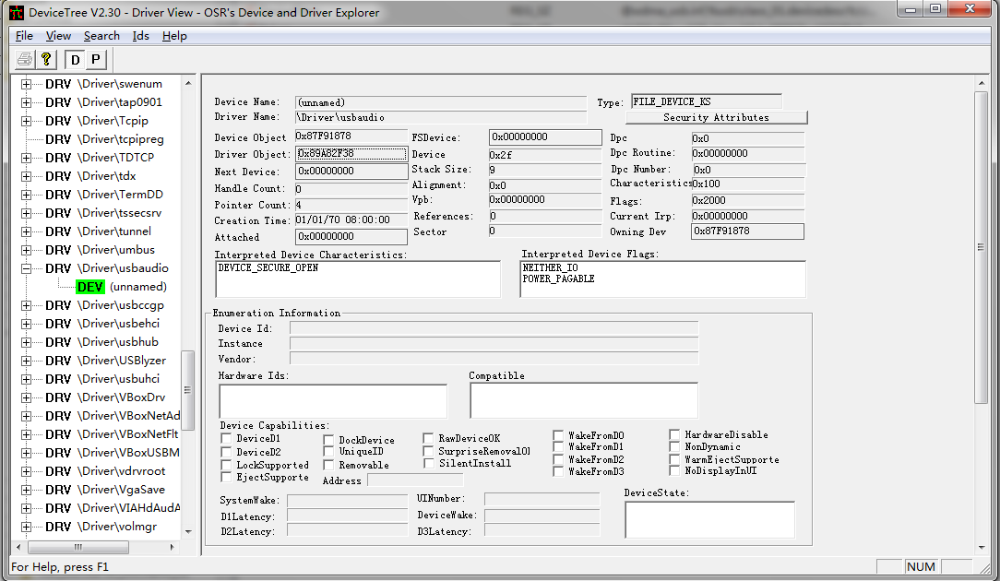 DeviceTree V2.30 - Driver View - OSR's Device and Driver Explorer
File View Search Ids Help
D P
DRV \Driver\swenum
DRV \Driver\tap0901
DRV \Driver\Tcpip
DRV \Driver\tcpipreg
DRV \Driver\TDTCP
DRV \Driver\tdx
DRV \Driver\TermDD
DRV \Driver\tssecsrv
DRV \Driver\tunnel
DRV \Driver\umbus
DRV \Driver\usbaudio
DEV (unnamed)
DRV \Driver\usbccgp
DRV \Driver\usbehci
DRV \Driver\usbhub
DRV \Driver\USBlyzer
DRV \Driver\usbuhci
DRV \Driver\VBoxDrv
DRV \Driver\VBoxNetAd
DRV \Driver\VBoxNetFlt
DRV \Driver\VBoxUSBM
DRV \Driver\vdrvroot
DRV \Driver\VgaSave
DRV \Driver\VIAHdAudA
DRV \Driver\volmgr
Device Name: (unnamed) Type: FILE_DEVICE_KS
Driver Name: \Driver\usbaudio Security Attributes
Device Object 0x87F91878 FSDevice: 0x00000000 Dpc 0x0
Driver Object: 0x89A82F38 Device 0x2f Dpc Routine: 0x00000000
Next Device: 0x00000000 Stack Size: 9 Dpc Number: 0x0
Handle Count: 0 Alignment: 0x0 Characteristics 0x100
Pointer Count: 4 Vpb: 0x00000000 Flags: 0x2000
Creation Time: 01/01/70 08:00:00 References: 0 Current Irp: 0x00000000
Attached 0x00000000 Sector 0 Owning Dev 0x87F91878
Interpreted Device Characteristics: Interpreted Device Flags:
DEVICE_SECURE_OPEN NEITHER_IO
POWER_PAGABLE
Enumeration Information
Device Id:
Instance
Vendor:
Hardware Ids: Compatible
Device Capabilities:
DeviceD1 DockDevice RawDeviceOK WakeFromD0 HardwareDisable
DeviceD2 UniqueID SurpriseRemovalOl WakeFromD1 NonDynamic
LockSupported Removable SilentInstall WakeFromD2 WarmEjectSupporte
EjectSupporte Address WakeFromD3 NoDisplayInUI
SystemWake: UINumber: DeviceState:
D1Latency: DeviceWake:
D2Latency: D3Latency:
For Help, press F1 NUM